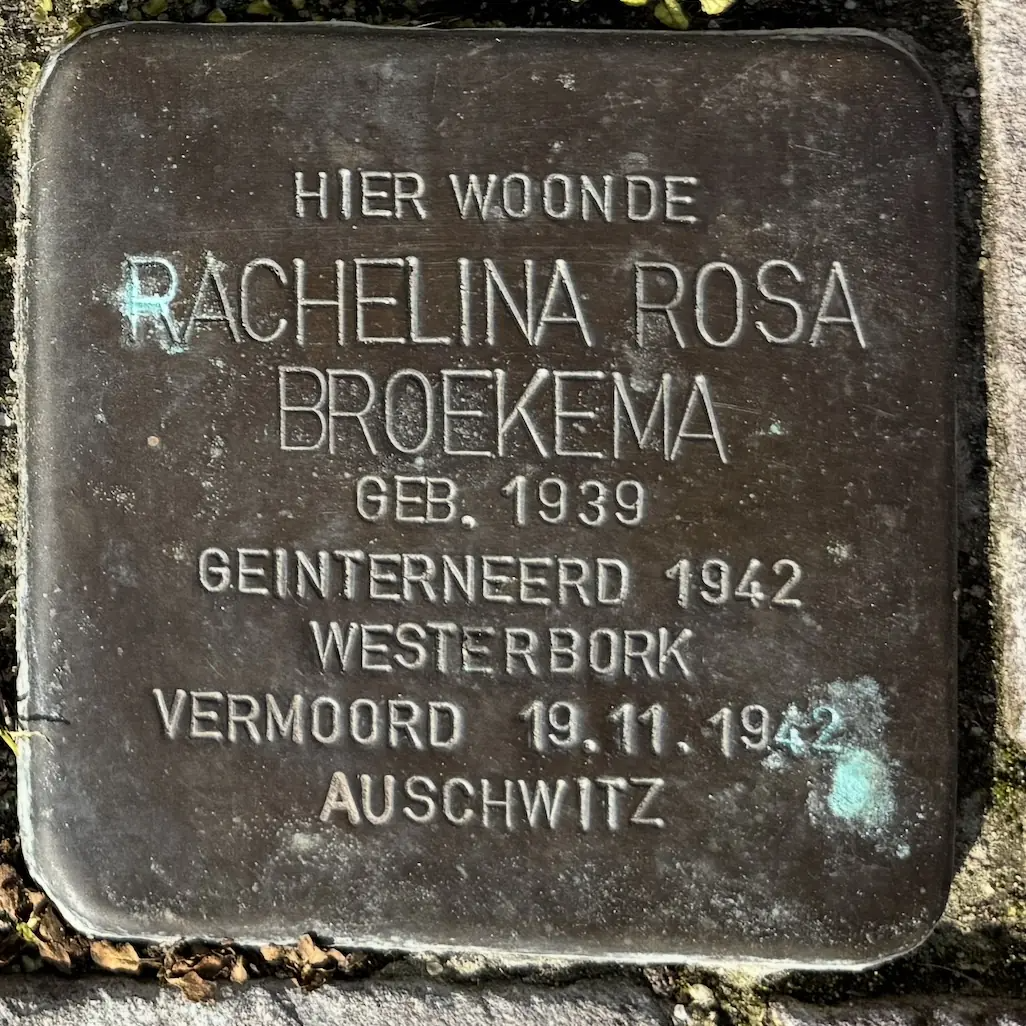 HIER WOONDE
RACHELINA ROSA
BROEKEMA
GEB. 1939
GEINTERNEERD 1942
WESTERBORK
VERMOORD 19.11.1942
AUSCHWITZ